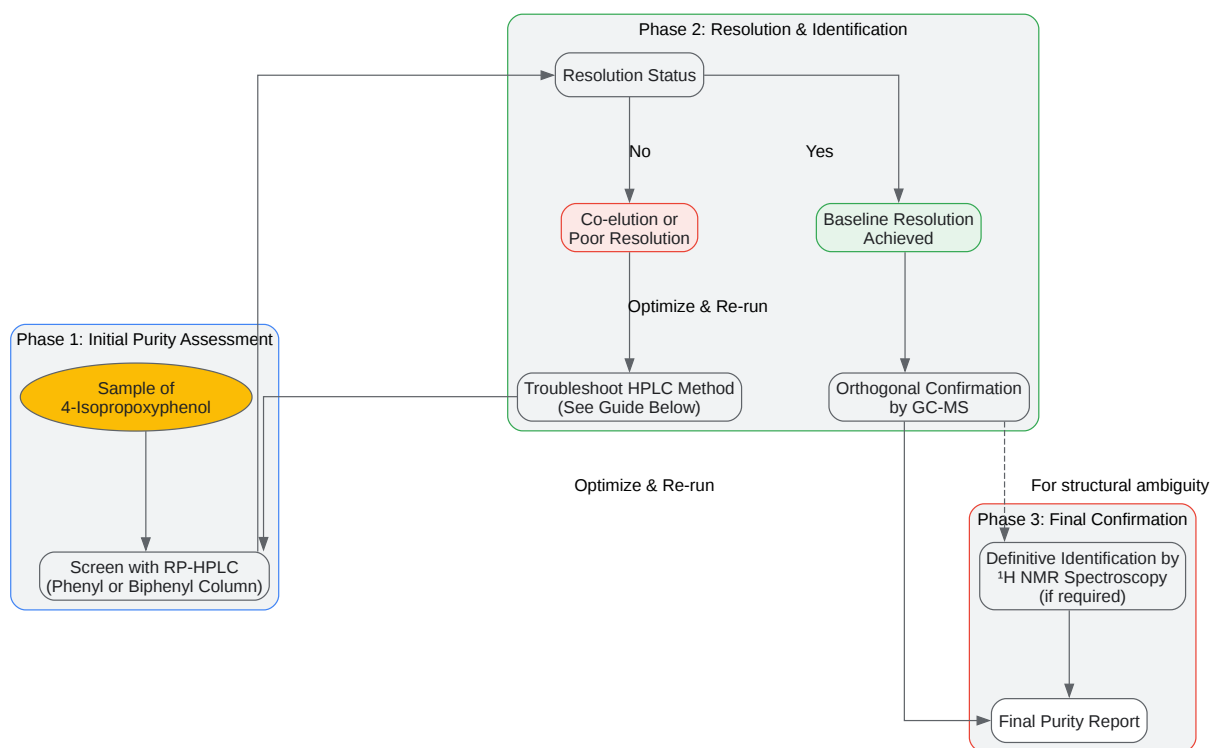 Phase 2: Resolution & Identification
Resolution Status
No
Yes
Co-elution or
Poor Resolution
Baseline Resolution
Achieved
Optimize & Re-run
Phase 1: Initial Purity Assessment
Sample of
4-Isopropoxyphenol
Troubleshoot HPLC Method
(See Guide Below)
Orthogonal Confirmation
by GC-MS
Optimize & Re-run
For structural ambiguity
Phase 3: Final Confirmation
Screen with RP-HPLC
(Phenyl or Biphenyl Column)
Definitive Identification by
¹H NMR Spectroscopy
(if required)
Final Purity Report